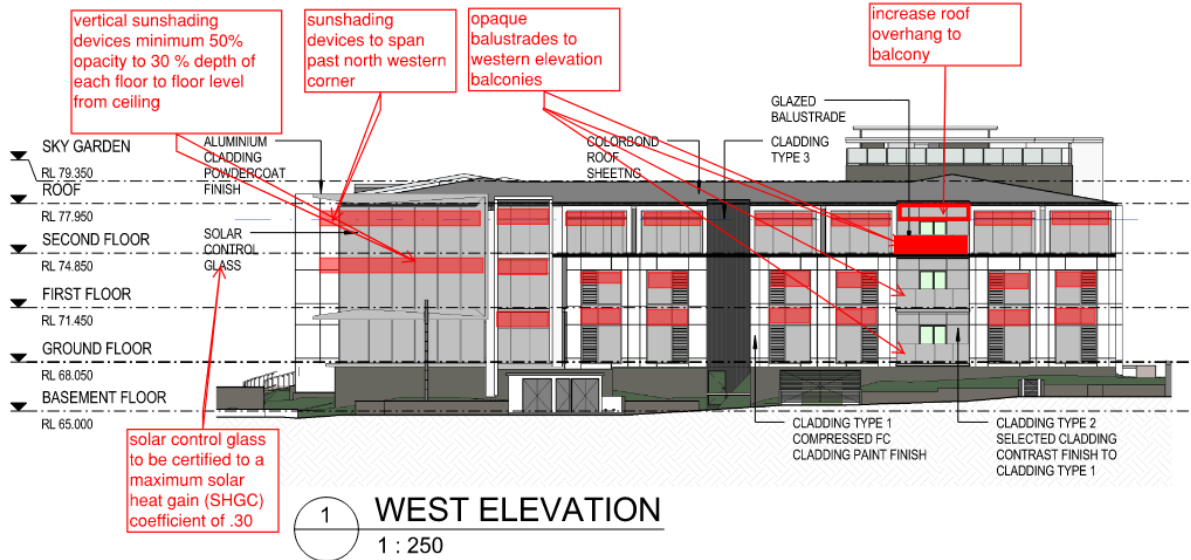 vertical sunshading
devices minimum 50%
opacity to 30 % depth of
each floor to floor level
from ceiling
sunshading
devices to span
past north western
corner
opaque
balustrades to
western elevation
balconies
increase roof
overhang to
balcony
SKY GARDEN
RL 79.350
ROOF
RL 77.950
SECOND FLOOR
RL 74.850
FIRST FLOOR
RL 71.450
GROUND FLOOR
RL 68.050
BASEMENT FLOOR
RL 65.000
ALUMINIUM
CLADDING
POWDERCOAT
FINISH
SOLAR
CONTROL
GLASS
COLORBOND
ROOF
SHEETNG
GLAZED
BALUSTRADE
CLADDING
TYPE 3
solar control glass
to be certified to a
maximum solar
heat gain (SHGC)
coefficient of .30
CLADDING TYPE 1
COMPRESSED FC
CLADDING PAINT FINISH
CLADDING TYPE 2
SELECTED CLADDING
CONTRAST FINISH TO
CLADDING TYPE 1
1
WEST ELEVATION
1 : 250